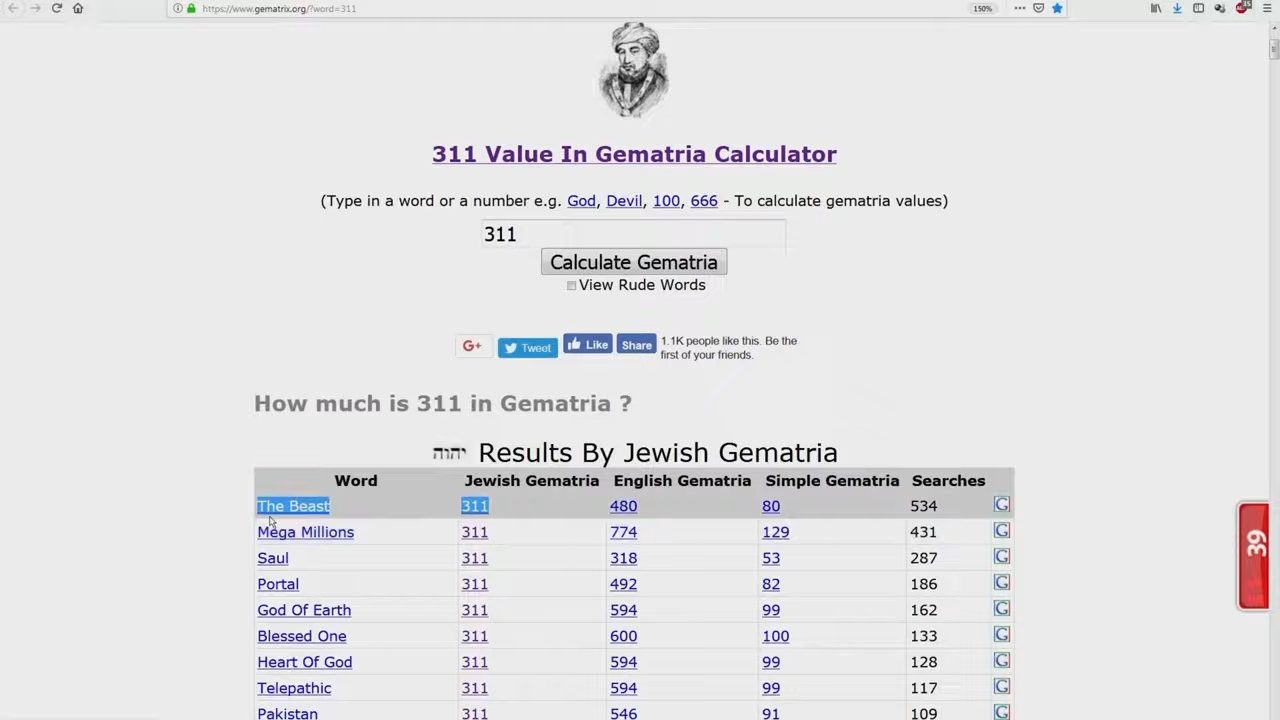 https://www.gematrix.org/?word=311
150%
311 Value In Gematria Calculator
(Type in a word or a number e.g. God, Devil, 100, 666 - To calculate gematria values)
311
Calculate Gematria
View Rude Words
G+ Tweet Like Share 1.1K people like this. Be the
first of your friends.
How much is 311 in Gematria ?
יהוה Results By Jewish Gematria
Word Jewish Gematria English Gematria Simple Gematria Searches
The Beast 311 480 80 534 G
Mega Millions 311 774 129 431 G
Saul 311 318 53 287 G
Portal 311 492 82 186 G
God Of Earth 311 594 99 162 G
Blessed One 311 600 100 133 G
Heart Of God 311 594 99 128 G
Telepathic 311 594 99 117 G
Pakistan 311 546 91 109 G
39